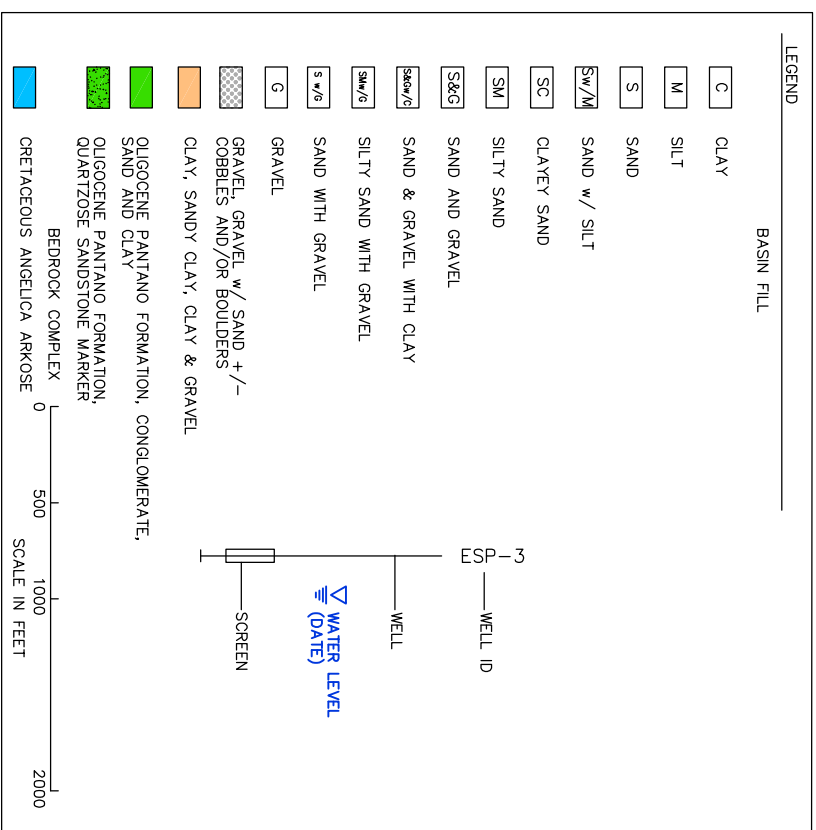 LEGEND
BASIN FILL
C CLAY
M SILT
S SAND
Sw/M SAND w/ SILT
SC CLAYEY SAND
SM SILTY SAND
S&G SAND AND GRAVEL
S&Gw/C SAND & GRAVEL WITH CLAY
SMw/G SILTY SAND WITH GRAVEL
S w/G SAND WITH GRAVEL
G GRAVEL
GRAVEL, GRAVEL w/ SAND +/-
COBBLES AND/OR BOULDERS
CLAY, SANDY CLAY, CLAY & GRAVEL
OLIGOCENE PANTANO FORMATION, CONGLOMERATE,
SAND AND CLAY
OLIGOCENE PANTANO FORMATION,
QUARTZOSE SANDSTONE MARKER
BEDROCK COMPLEX
CRETACEOUS ANGELICA ARKOSE
ESP-3
WELL ID
WELL
WATER LEVEL
(DATE)
SCREEN
0 500 1000 2000
SCALE IN FEET